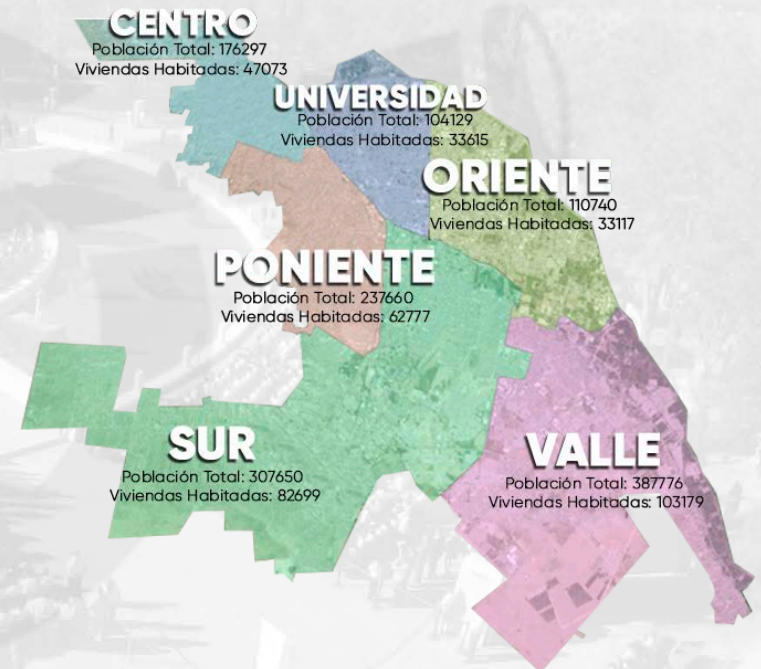 CENTRO
Población Total: 176297
Viviendas Habitadas: 47073
UNIVERSIDAD
Población Total: 104129
Viviendas Habitadas: 33615
ORIENTE
Población Total: 110740
Viviendas Habitadas: 33117
PONIENTE
Población Total: 237660
Viviendas Habitadas: 62777
SUR
Población Total: 307650
Viviendas Habitadas: 82699
VALLE
Población Total: 387776
Viviendas Habitadas: 103179